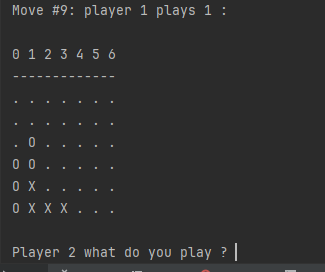 Move #9: player 1 plays 1 :
0 1 2 3 4 5 6
-------------
. . . . . . .
. . . . . . .
. O . . . . .
O O . . . . .
O X . . . . .
O X X X . . .
Player 2 what do you play ?